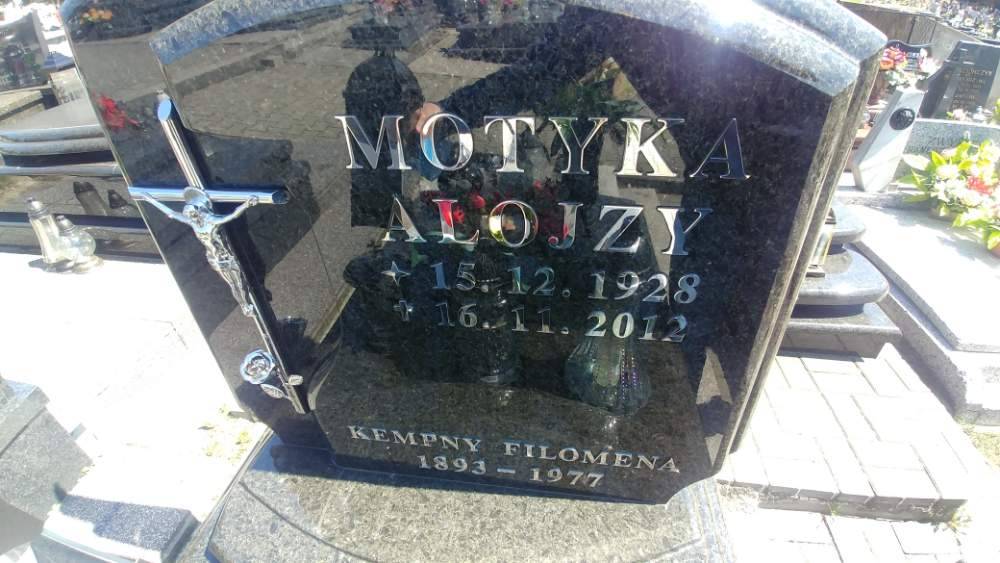 MOTYKA
ALOJZY
★ 15. 12. 1928
✝ 16. 11. 2012
KEMPNY FILOMENA
1893 - 1977